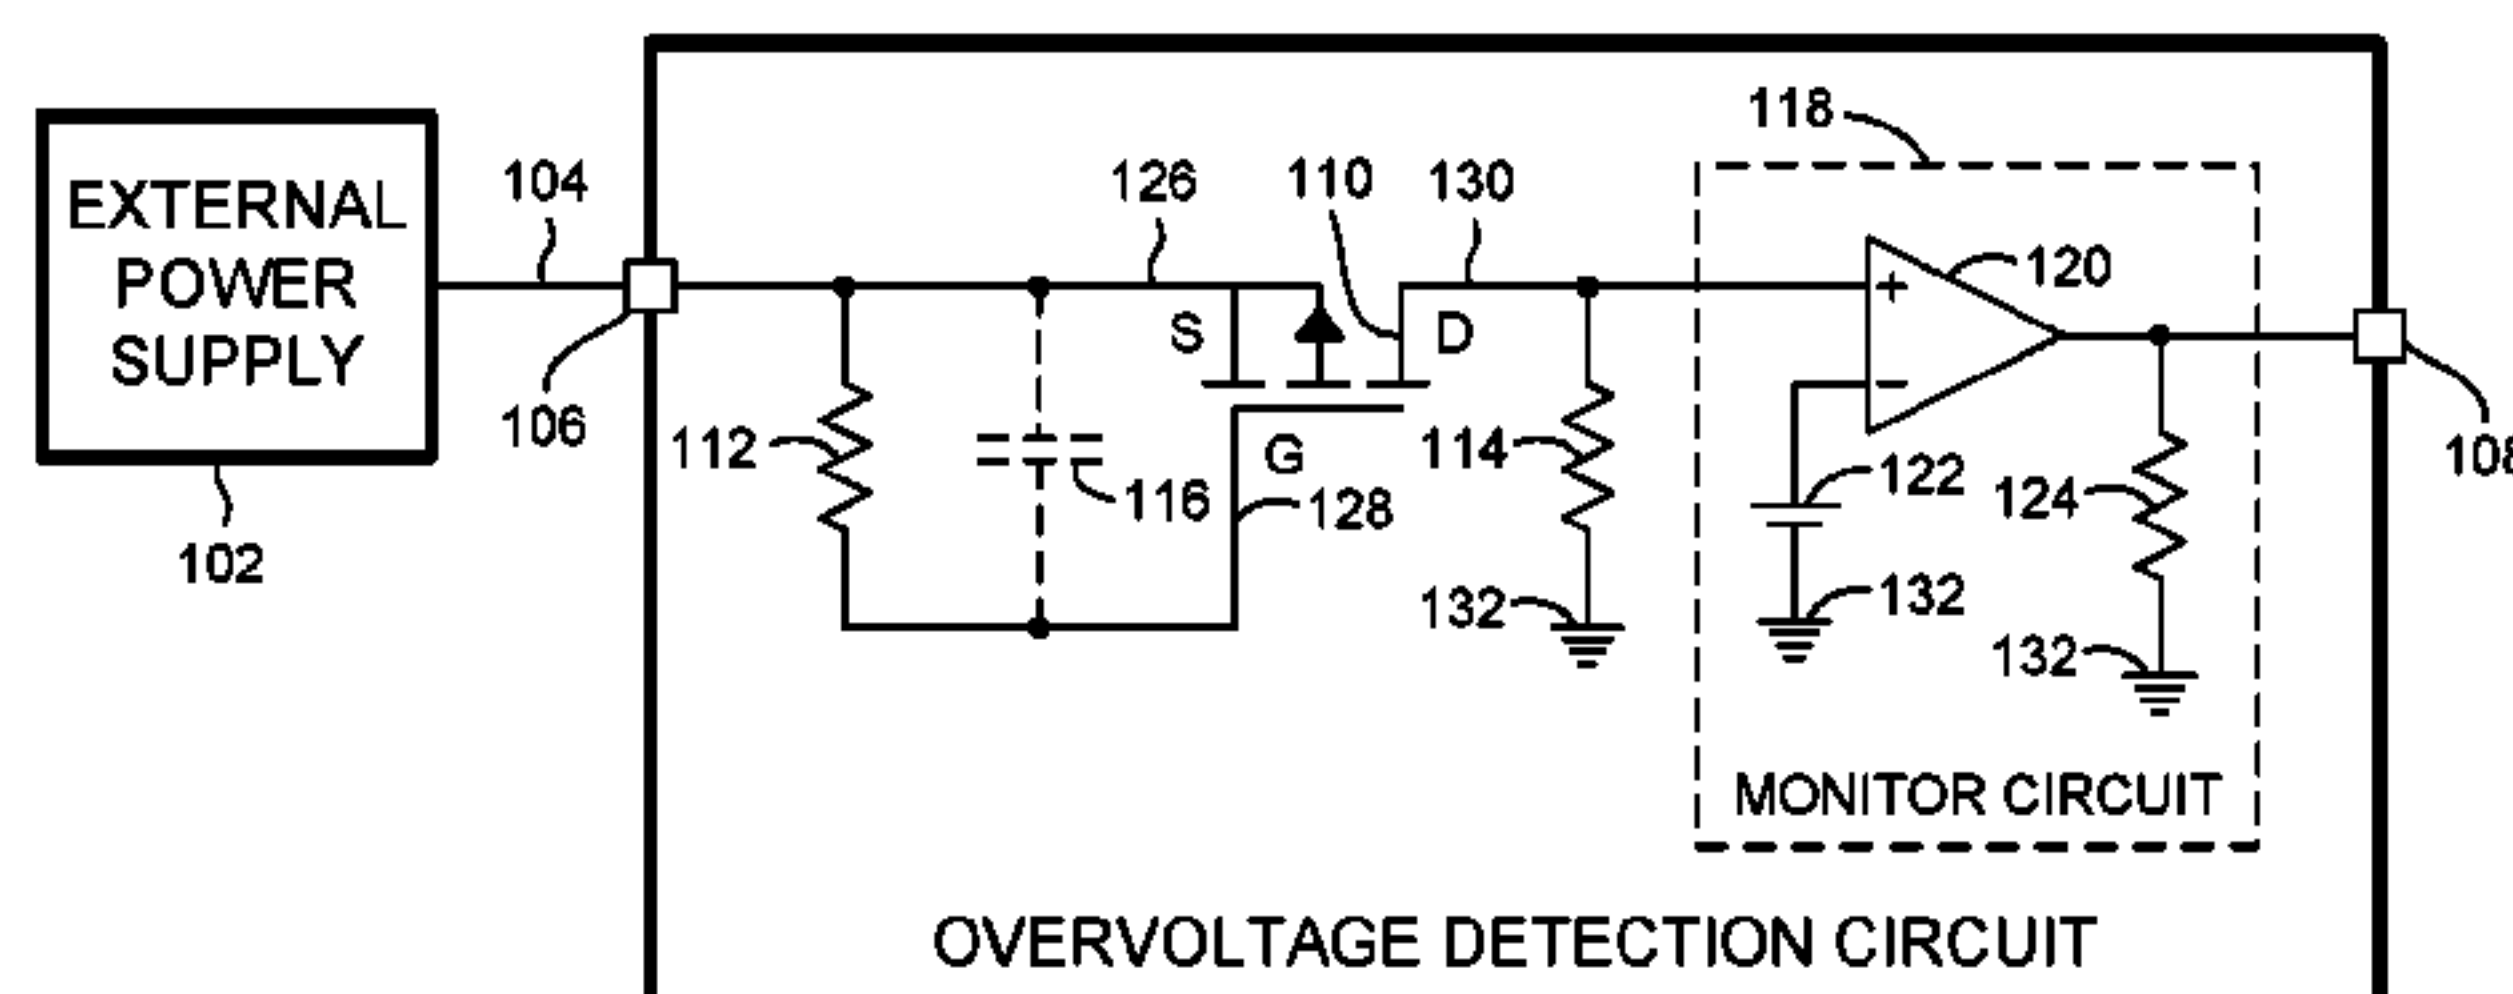 118
EXTERNAL
POWER
SUPPLY
104
126
110
130
120
+
S
D
106
112
G
114
−
108
116
128
122
124
102
132
132
132
MONITOR CIRCUIT
OVERVOLTAGE DETECTION CIRCUIT